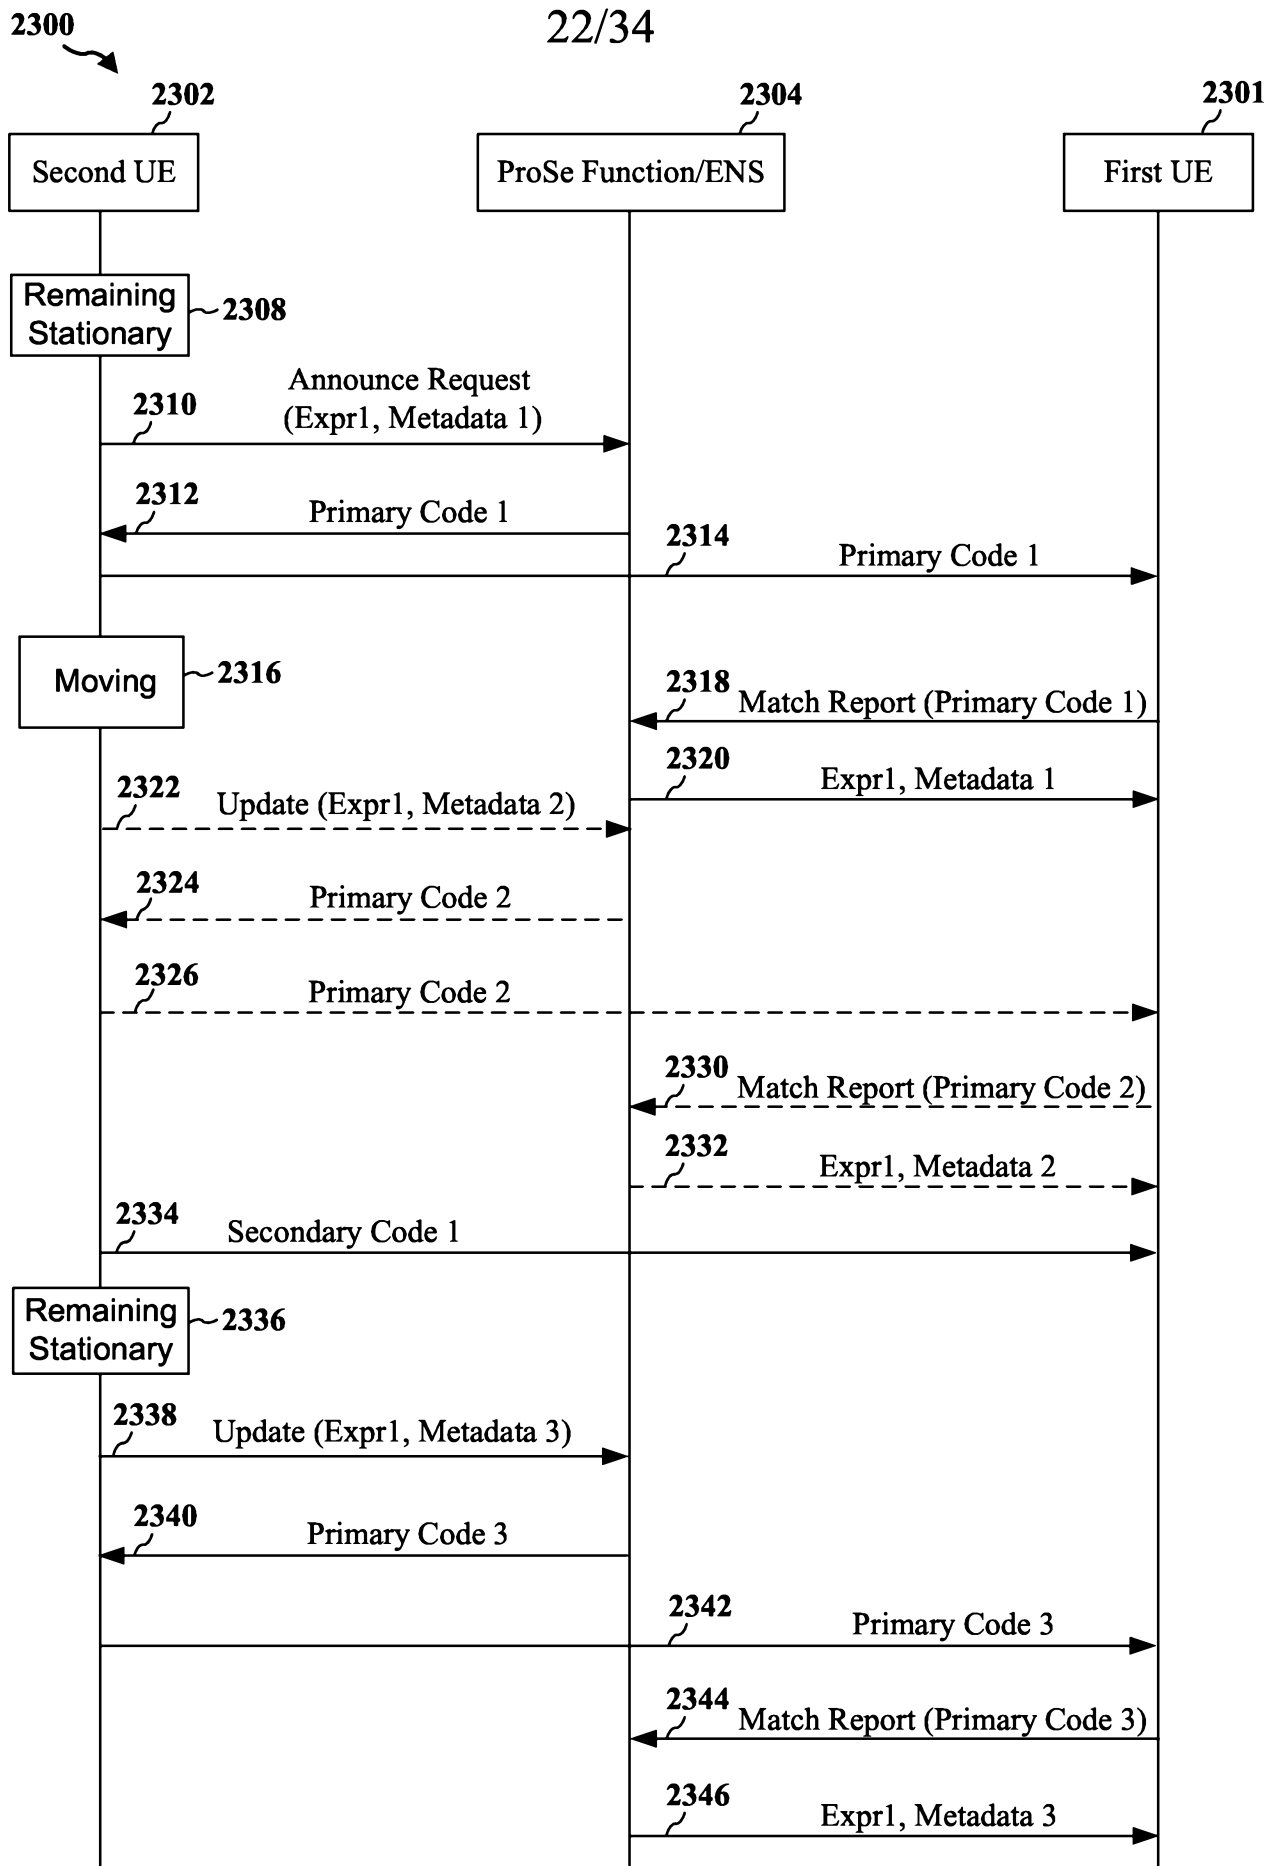 2300
22/34
2302
2304
2301
Second UE
ProSe Function/ENS
First UE
Remaining
Stationary
2308
Announce Request
(Expr1, Metadata 1)
2310
2312
Primary Code 1
2314
Primary Code 1
Moving
2316
2318
Match Report (Primary Code 1)
2320
Expr1, Metadata 1
2322
Update (Expr1, Metadata 2)
2324
Primary Code 2
2326
Primary Code 2
2330
Match Report (Primary Code 2)
2332
Expr1, Metadata 2
2334
Secondary Code 1
Remaining
Stationary
2336
2338
Update (Expr1, Metadata 3)
2340
Primary Code 3
2342
Primary Code 3
2344
Match Report (Primary Code 3)
2346
Expr1, Metadata 3